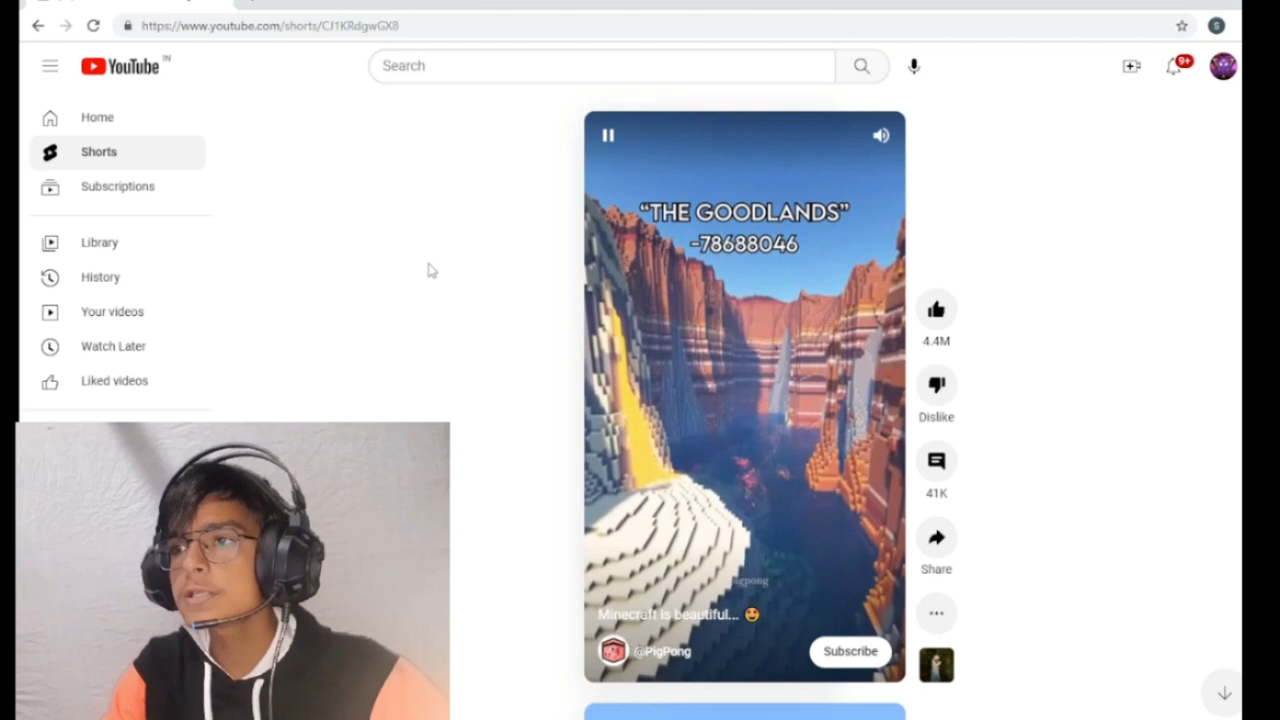 https://www.youtube.com/shorts/CJ1KRdgwGX8
YouTube IN
Search
9+
Home
Shorts
Subscriptions
Library
History
Your videos
Watch Later
Liked videos
“THE GOODLANDS”
-78688046
4.4M
Dislike
41K
Share
Minecraft is beautiful...
@PigPong
Subscribe